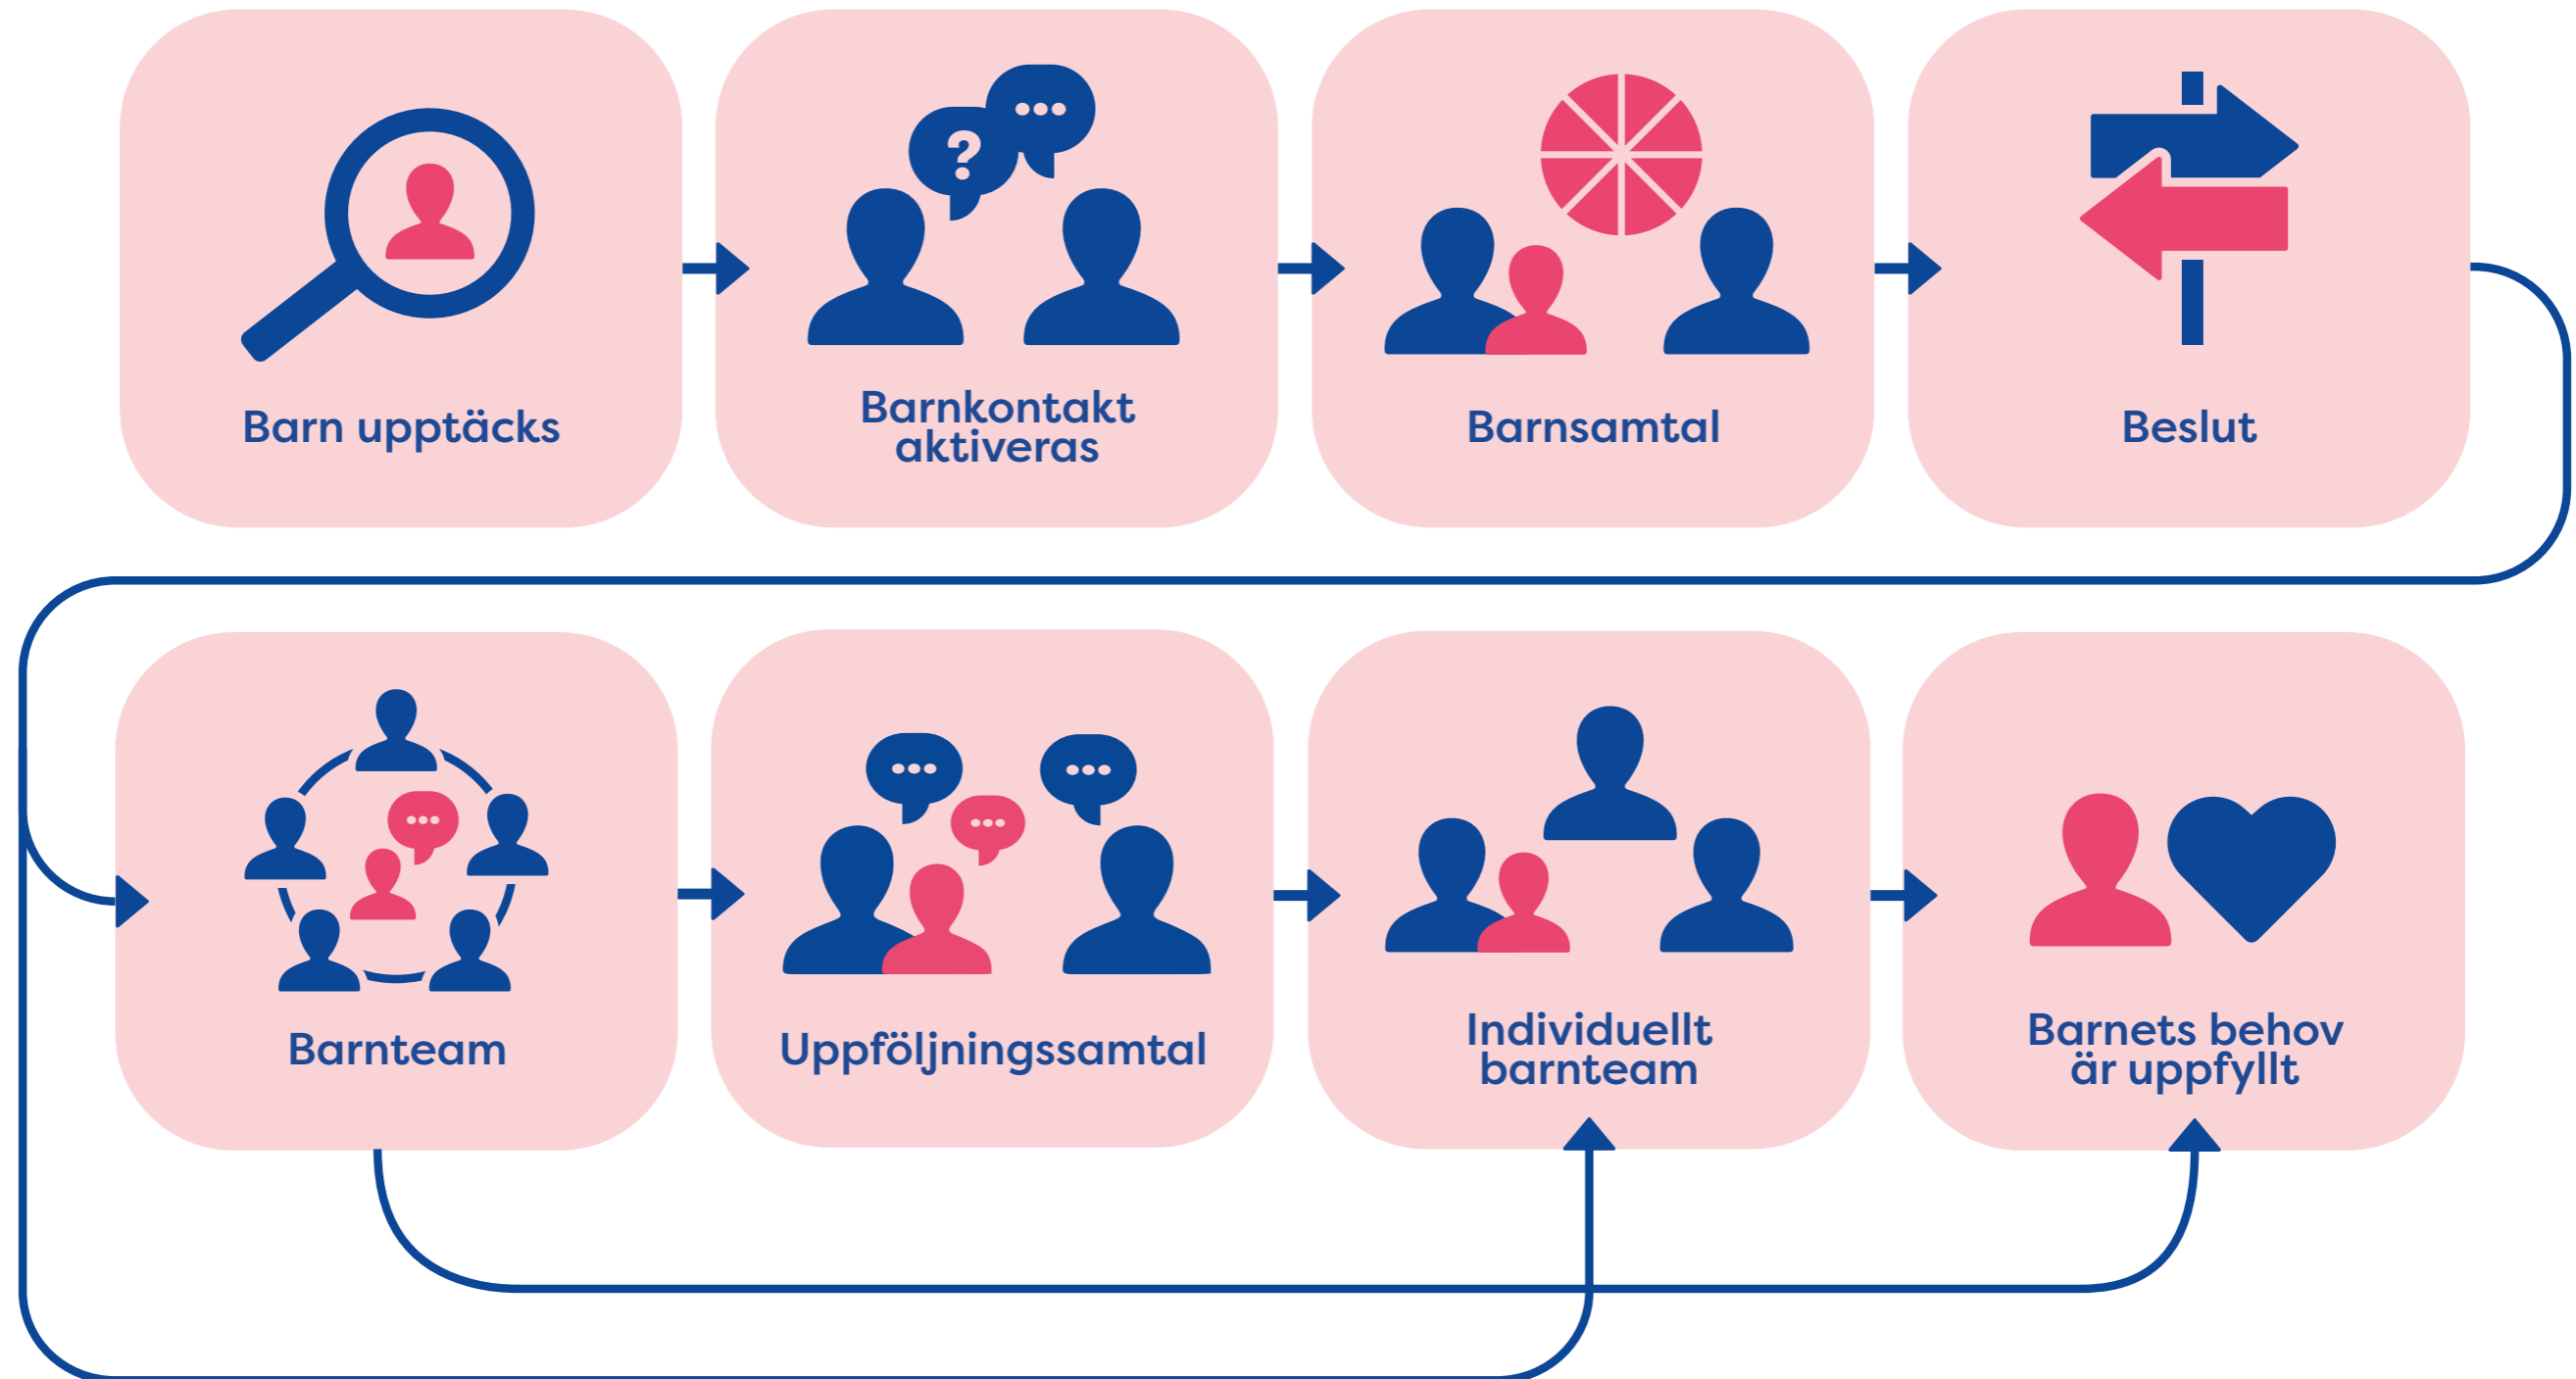 ?
Barn upptäcks
Barnkontakt
aktiveras
Barnsamtal
Beslut
Barnteam
Uppföljningssamtal
Individuellt
barnteam
Barnets behov
är uppfyllt